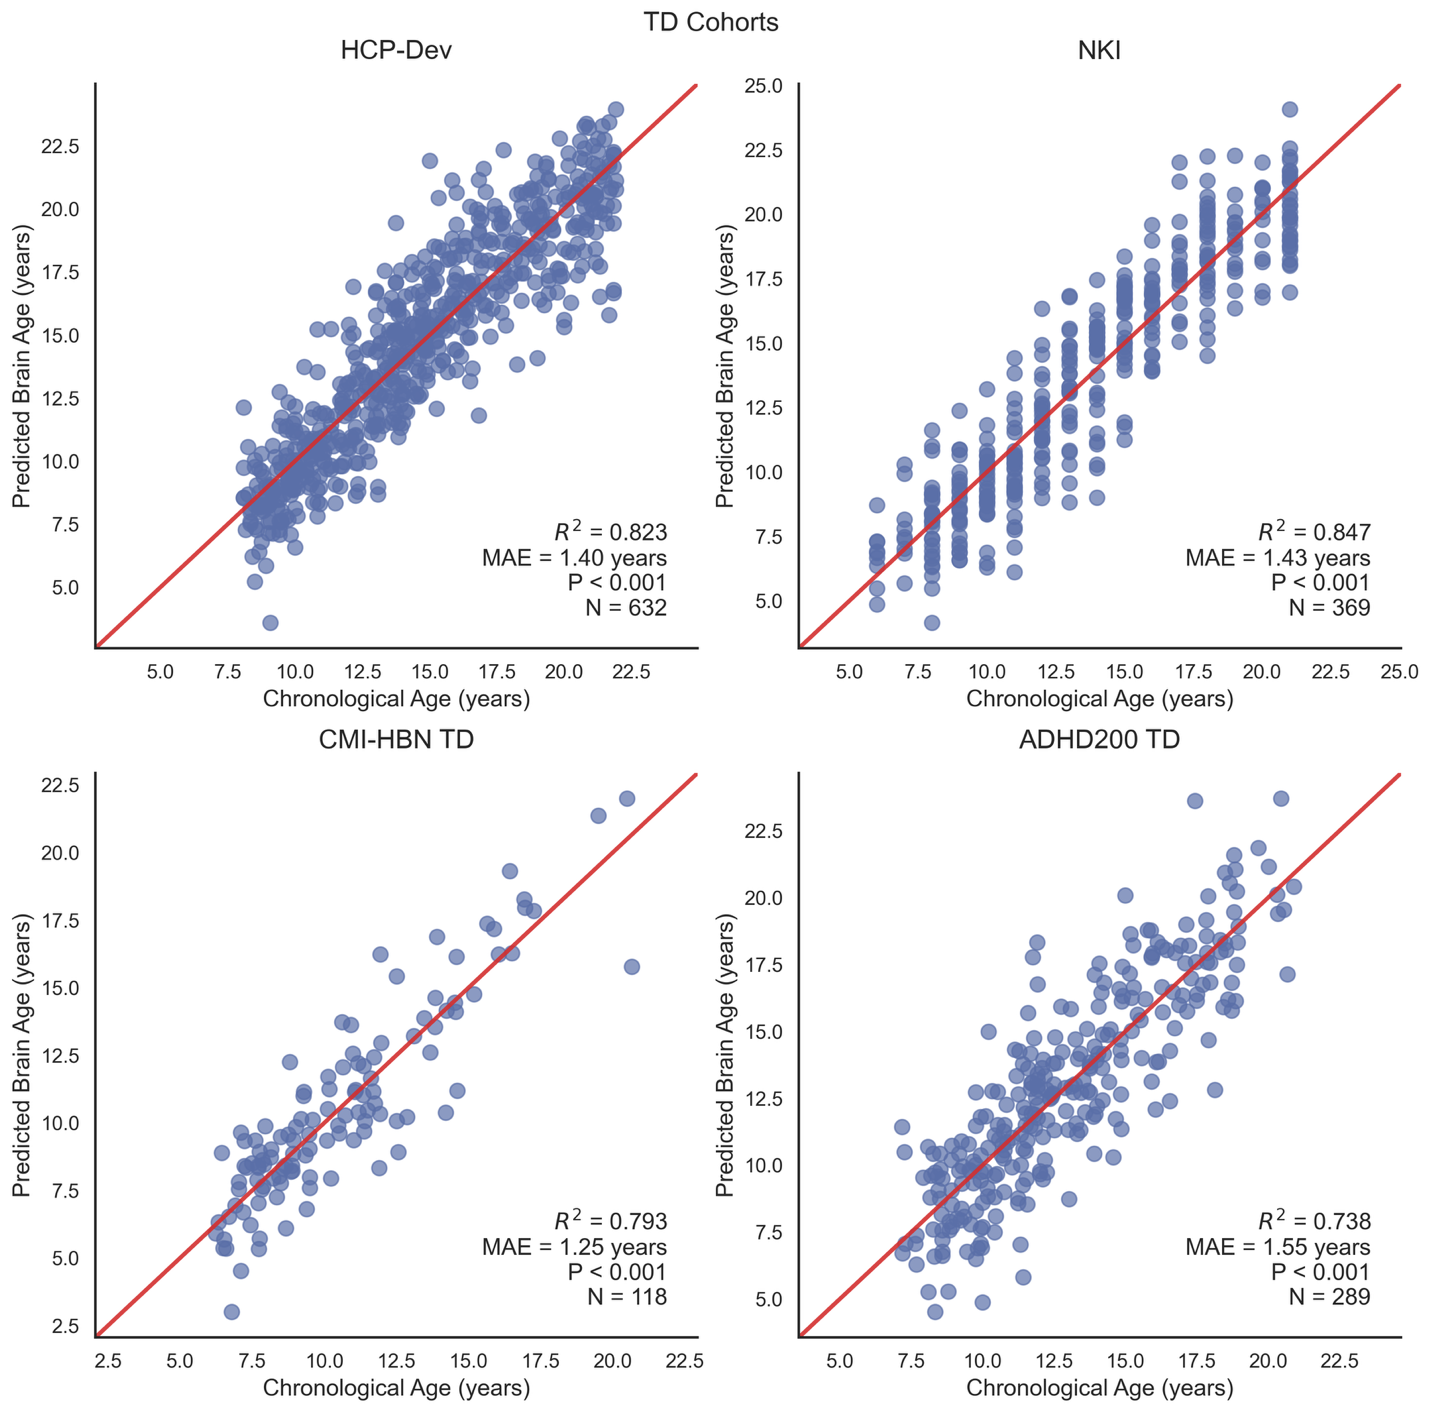 TD Cohorts
HCP-Dev
22.5
20.0
17.5
15.0
12.5
10.0
7.5
5.0
Predicted Brain Age (years)
R² = 0.823
MAE = 1.40 years
P < 0.001
N = 632
5.0 7.5 10.0 12.5 15.0 17.5 20.0 22.5
Chronological Age (years)
NKI
25.0
22.5
20.0
17.5
15.0
12.5
10.0
7.5
5.0
Predicted Brain Age (years)
R² = 0.847
MAE = 1.43 years
P < 0.001
N = 369
5.0 7.5 10.0 12.5 15.0 17.5 20.0 22.5 25.0
Chronological Age (years)
CMI-HBN TD
22.5
20.0
17.5
15.0
12.5
10.0
7.5
5.0
2.5
Predicted Brain Age (years)
R² = 0.793
MAE = 1.25 years
P < 0.001
N = 118
2.5 5.0 7.5 10.0 12.5 15.0 17.5 20.0 22.5
Chronological Age (years)
ADHD200 TD
22.5
20.0
17.5
15.0
12.5
10.0
7.5
5.0
Predicted Brain Age (years)
R² = 0.738
MAE = 1.55 years
P < 0.001
N = 289
5.0 7.5 10.0 12.5 15.0 17.5 20.0 22.5
Chronological Age (years)